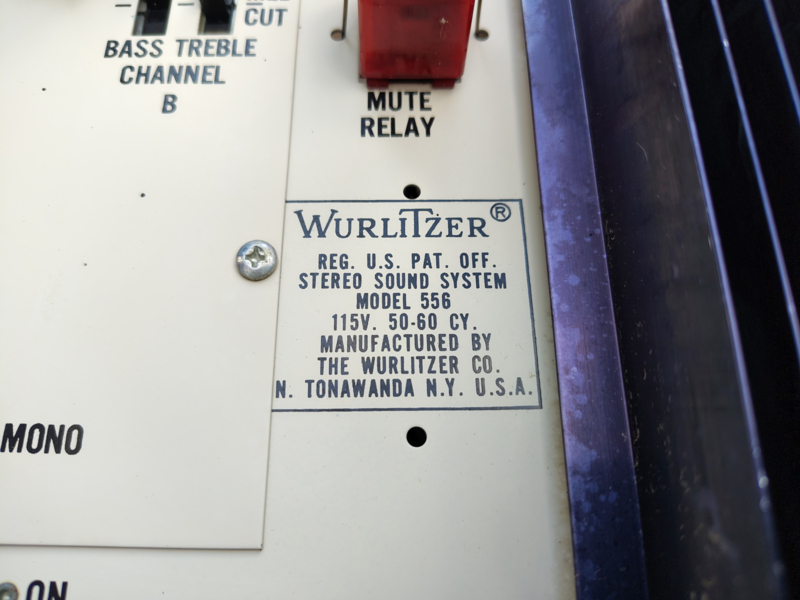 CUT
BASS TREBLE
CHANNEL
B
MUTE
RELAY
WURLITZER®
REG. U.S. PAT. OFF.
STEREO SOUND SYSTEM
MODEL 556
115V. 50-60 CY.
MANUFACTURED BY
THE WURLITZER CO.
N. TONAWANDA N.Y. U.S.A.
MONO
ON